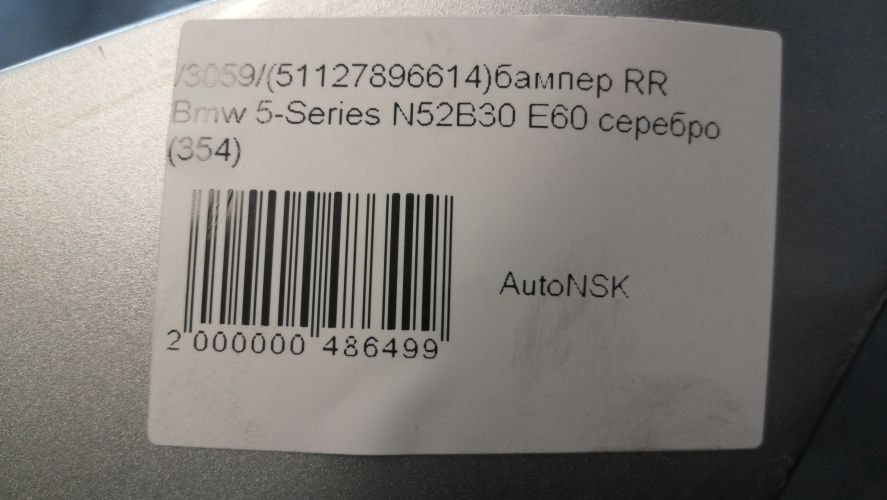 /3059/(51127896614)бампер RR
Bmw 5-Series N52B30 E60 серебро
(354)
AutoNSK
2 000000 486499